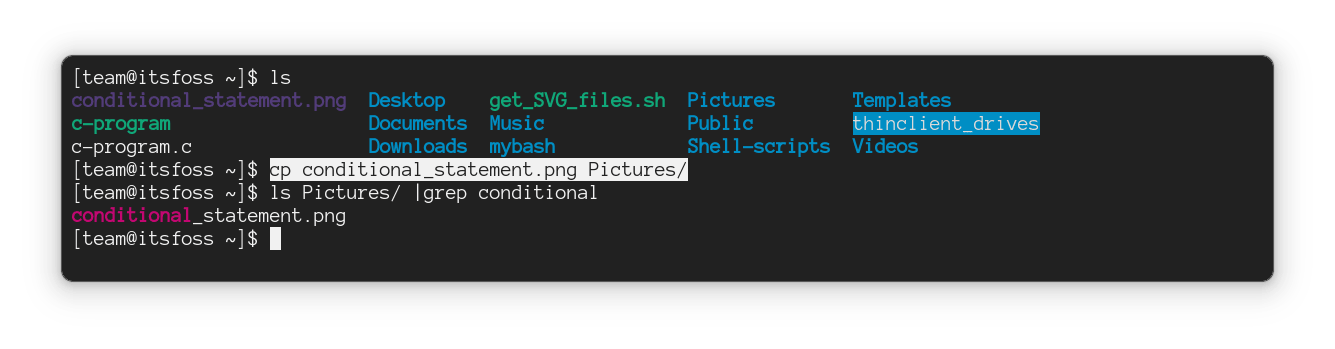 [team@itsfoss ~]$ ls
conditional_statement.png  Desktop    get_SVG_files.sh  Pictures       Templates
c-program                  Documents  Music             Public         thinclient_drives
c-program.c                Downloads  mybash            Shell-scripts  Videos
[team@itsfoss ~]$ cp conditional_statement.png Pictures/
[team@itsfoss ~]$ ls Pictures/ |grep conditional
conditional_statement.png
[team@itsfoss ~]$